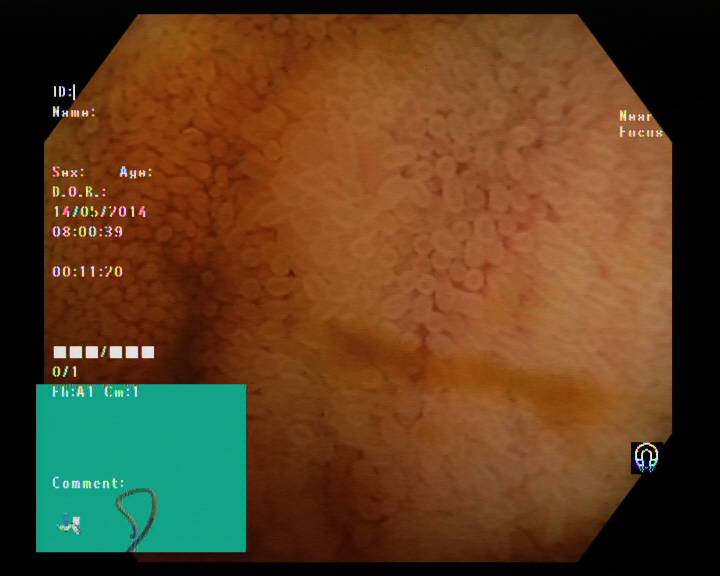 ID:
Name:
Near
Focus
Sex: Age:
D.O.B.:
14/05/2014
08:00:39
00:11:20
■■■/■■■
0/1
Eh:A1 Cm:1
Comment: